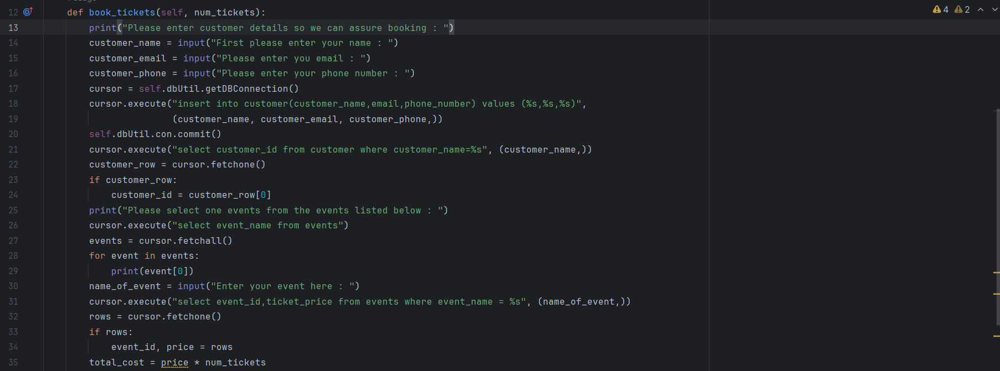 12 def book_tickets(self, num_tickets): 4 2
13 print("Please enter customer details so we can assure booking : ")
14 customer_name = input("First please enter your name : ")
15 customer_email = input("Please enter you email : ")
16 customer_phone = input("Please enter your phone number : ")
17 cursor = self.dbUtil.getDBConnection()
18 cursor.execute("insert into customer(customer_name,email,phone_number) values (%s,%s,%s)",
19 (customer_name, customer_email, customer_phone,))
20 self.dbUtil.con.commit()
21 cursor.execute("select customer_id from customer where customer_name=%s", (customer_name,))
22 customer_row = cursor.fetchone()
23 if customer_row:
24 customer_id = customer_row[0]
25 print("Please select one events from the events listed below : ")
26 cursor.execute("select event_name from events")
27 events = cursor.fetchall()
28 for event in events:
29 print(event[0])
30 name_of_event = input("Enter your event here : ")
31 cursor.execute("select event_id,ticket_price from events where event_name = %s", (name_of_event,))
32 rows = cursor.fetchone()
33 if rows:
34 event_id, price = rows
35 total_cost = price * num_tickets